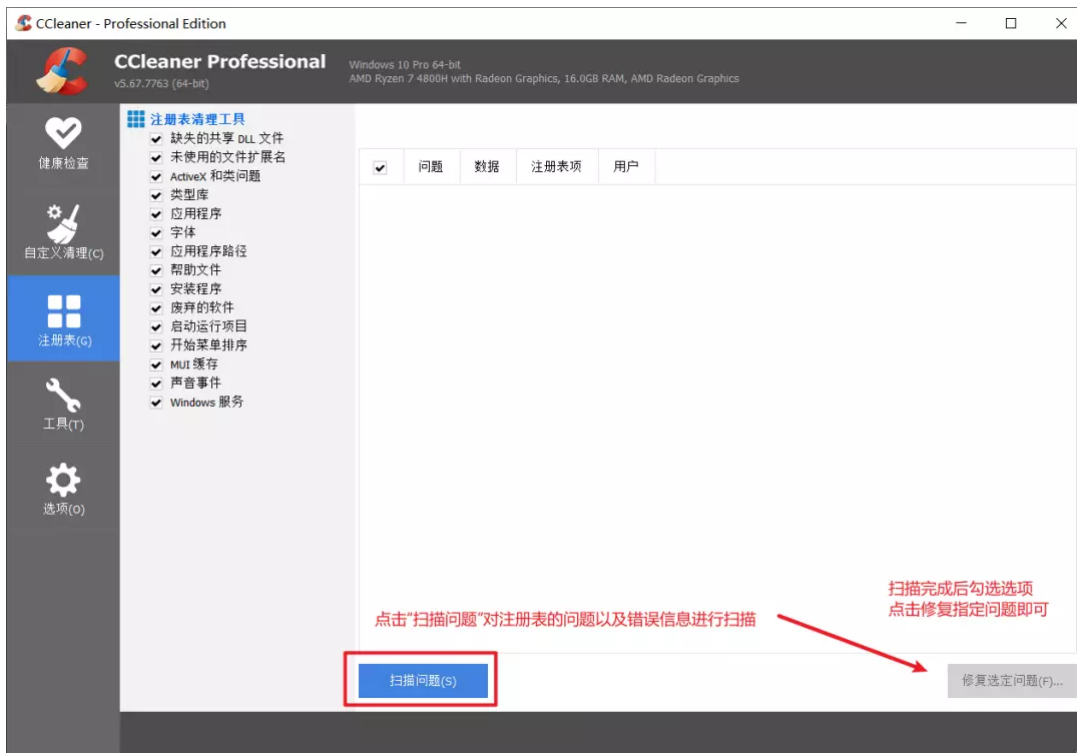 CCleaner - Professional Edition
CCleaner Professional
v5.67.7763 (64-bit)
Windows 10 Pro 64-bit
AMD Ryzen 7 4800H with Radeon Graphics, 16.0GB RAM, AMD Radeon Graphics
健康检查
自定义清理(C)
注册表(G)
工具(T)
选项(O)
注册表清理工具
缺失的共享 DLL 文件
未使用的文件扩展名
ActiveX 和类问题
类型库
应用程序
字体
应用程序路径
帮助文件
安装程序
废弃的软件
启动运行项目
开始菜单排序
MUI 缓存
声音事件
Windows 服务
问题 数据 注册表项 用户
点击“扫描问题”对注册表的问题以及错误信息进行扫描
扫描完成后勾选选项
点击修复指定问题即可
扫描问题(S)
修复选定问题(F)...